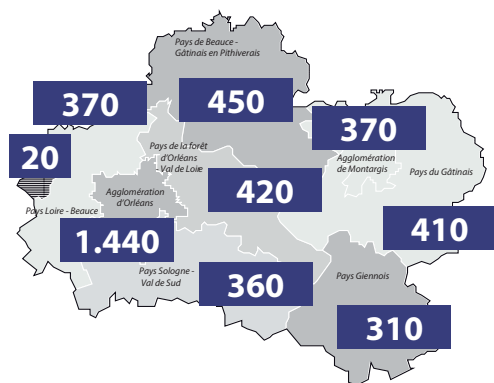 Pays de Beauce -
Gâtinais en Pithiverais
370
450
370
20
Pays de la forêt
d'Orléans
Val de Loire
Agglomération
de Montargis
Pays du Gâtinais
Agglomération
d'Orléans
420
Pays Loire - Beauce
410
1.440
Pays Sologne -
Val de Sud
360
Pays Giennois
310